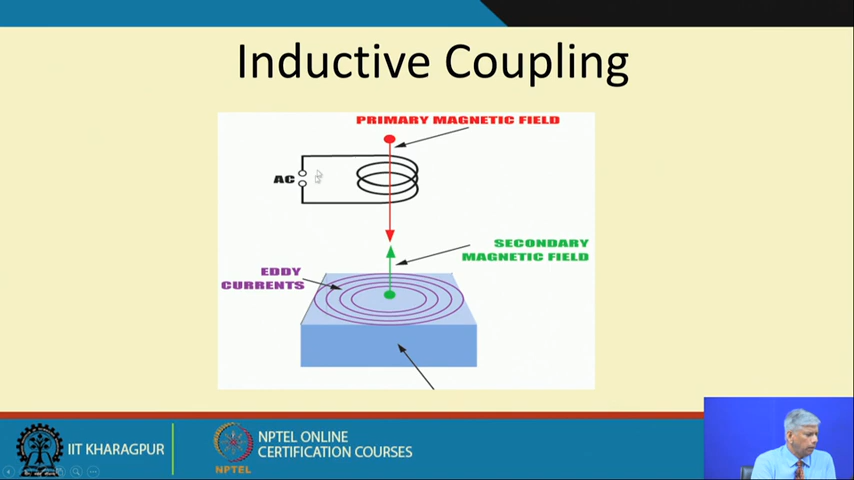 Inductive Coupling
PRIMARY MAGNETIC FIELD
AC
SECONDARY
MAGNETIC FIELD
EDDY
CURRENTS
IIT KHARAGPUR
NPTEL
NPTEL ONLINE
CERTIFICATION COURSES